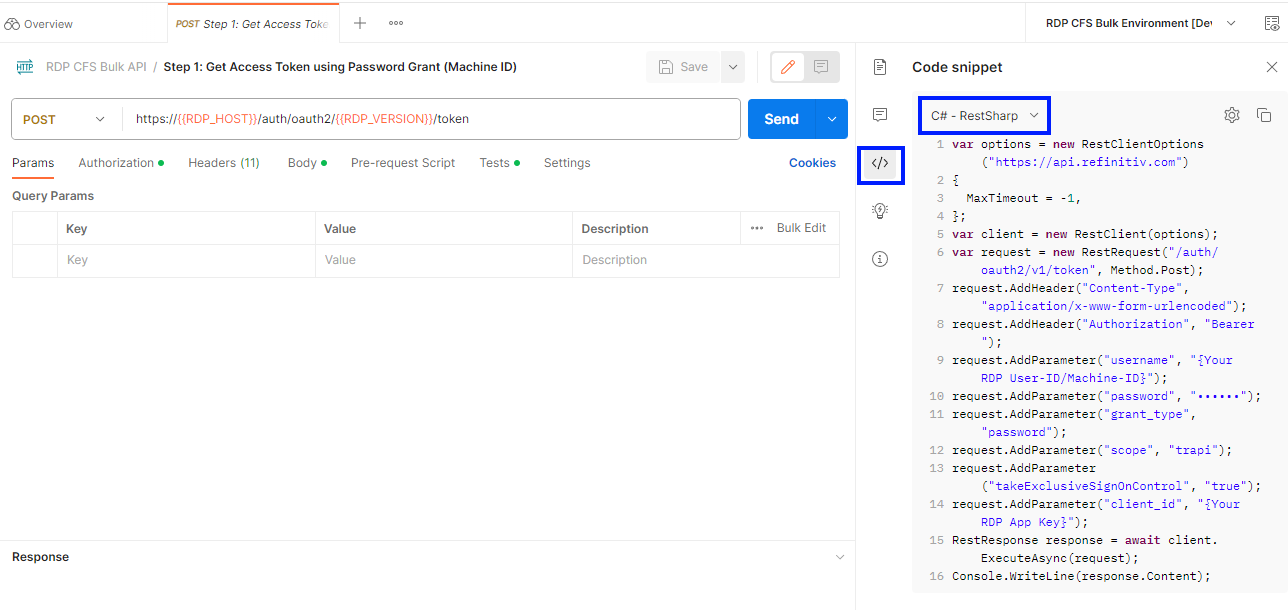 Overview
POST Step 1: Get Access Toke
RDP CFS Bulk Environment [De
HTTP RDP CFS Bulk API / Step 1: Get Access Token using Password Grant (Machine ID)
Save
POST
https://{{RDP_HOST}}/auth/oauth2/{{RDP_VERSION}}/token
Send
Params Authorization Headers (11) Body Pre-request Script Tests Settings
Cookies
Query Params
Key Value Description Bulk Edit
Key Value Description
Response
</>
Code snippet
C# - RestSharp
1 var options = new RestClientOptions
("https://api.refinitiv.com")
2 {
3 MaxTimeout = -1,
4 };
5 var client = new RestClient(options);
6 var request = new RestRequest("/auth/
oauth2/v1/token", Method.Post);
7 request.AddHeader("Content-Type",
"application/x-www-form-urlencoded");
8 request.AddHeader("Authorization", "Bearer
");
9 request.AddParameter("username", "{Your
RDP User-ID/Machine-ID}");
10 request.AddParameter("password", "••••••");
11 request.AddParameter("grant_type",
"password");
12 request.AddParameter("scope", "trapi");
13 request.AddParameter
("takeExclusiveSignOnControl", "true");
14 request.AddParameter("client_id", "{Your
RDP App Key}");
15 RestResponse response = await client.
ExecuteAsync(request);
16 Console.WriteLine(response.Content);